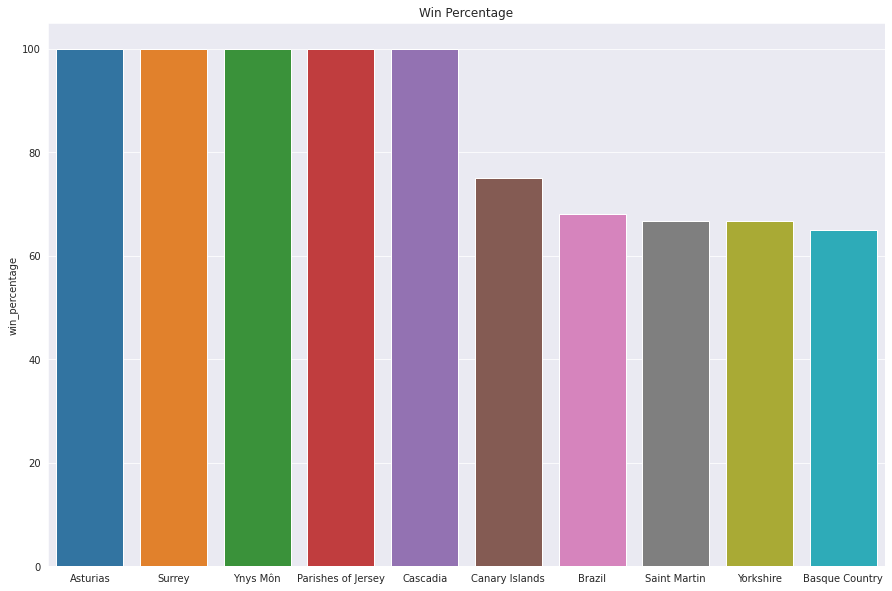 Win Percentage
win_percentage
100
80
60
40
20
0
Asturias Surrey Ynys Môn Parishes of Jersey Cascadia Canary Islands Brazil Saint Martin Yorkshire Basque Country